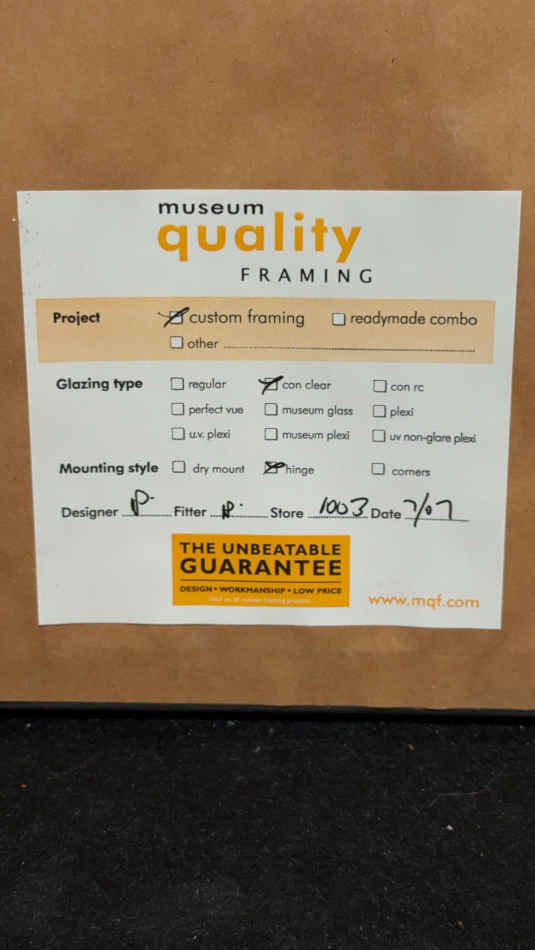 museum
quality
FRAMING
Project custom framing readymade combo
other
Glazing type regular con clear con rc
perfect vue museum glass plexi
u.v. plexi museum plexi uv non-glare plexi
Mounting style dry mount hinge corners
Designer P. Fitter P. Store 1003 Date 7/07
THE UNBEATABLE
GUARANTEE
DESIGN • WORKMANSHIP • LOW PRICE
www.mqf.com